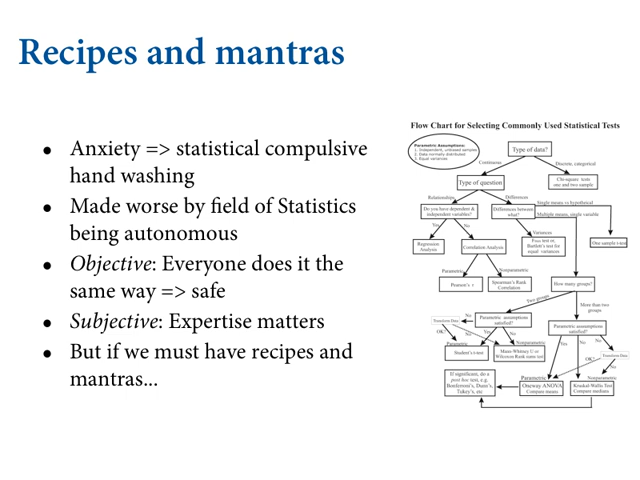 Recipes and mantras
• Anxiety => statistical compulsive
hand washing
• Made worse by field of Statistics
being autonomous
• Objective: Everyone does it the
same way => safe
• Subjective: Expertise matters
• But if we must have recipes and
mantras...
Flow Chart for Selecting Commonly Used Statistical Tests
Parametric Assumptions:
1. Independent, unbiased samples
2. Data normally distributed
3. Equal variances
Type of data?
Continuous
Discrete, categorical
Type of question
Chi-square tests
one and two sample
Relationships
Differences
Do you have dependent &
independent variables?
Differences between
what?
Single means vs hypothetical
Multiple means, single variable
Yes
No
Variances
Regression
Analysis
Correlation Analysis
Fmax test or
Bartlett's test for
equal variances
One sample t-test
Parametric
Nonparametric
Pearson's r
Spearman's Rank
Correlation
How many groups?
Two groups
More than two
groups
Transform Data
No
Parametric assumptions
satisfied?
Parametric assumptions
satisfied?
OK?
No
Yes
No
Yes
No
No
Parametric
Nonparametric
OK?
Transform Data
Student's t-test
Mann-Whitney U or
Wilcoxon Rank sums test
No
Parametric
Nonparametric
If significant, do a
post hoc test, e.g.
Bonferroni's, Dunn's,
Tukey's, etc
Oneway ANOVA
Compare means
Kruskal-Wallis Test
Compare medians